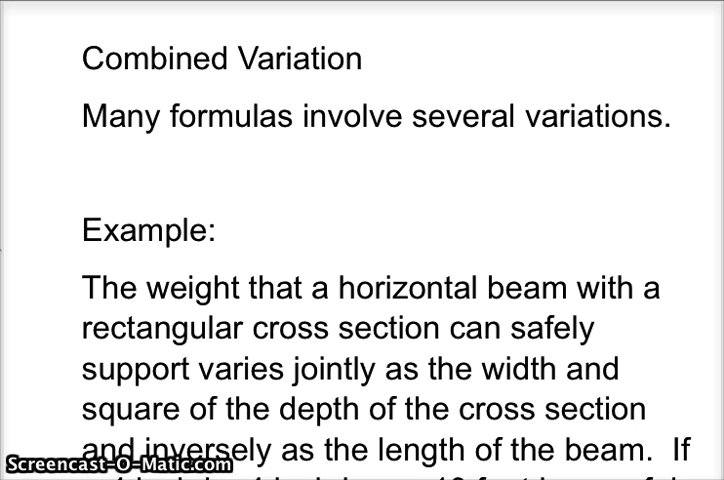 Combined Variation
Many formulas involve several variations.
Example:
The weight that a horizontal beam with a
rectangular cross section can safely
support varies jointly as the width and
square of the depth of the cross section
and inversely as the length of the beam.  If
Screencast-O-Matic.com